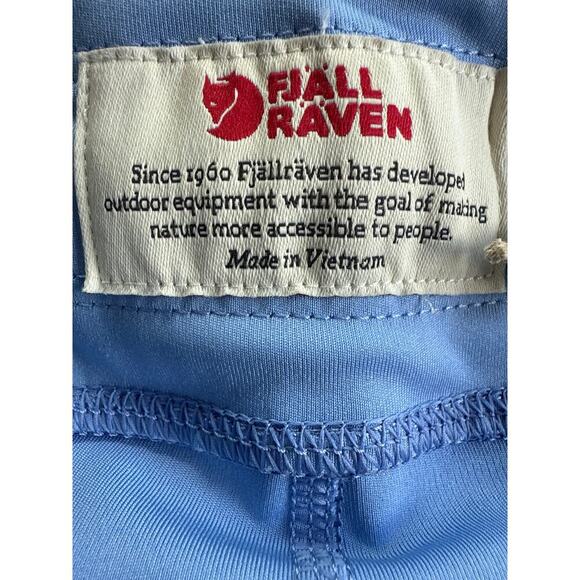 FJÄLL
RÄVEN
Since 1960 Fjällräven has developed
outdoor equipment with the goal of making
nature more accessible to people.
Made in Vietnam